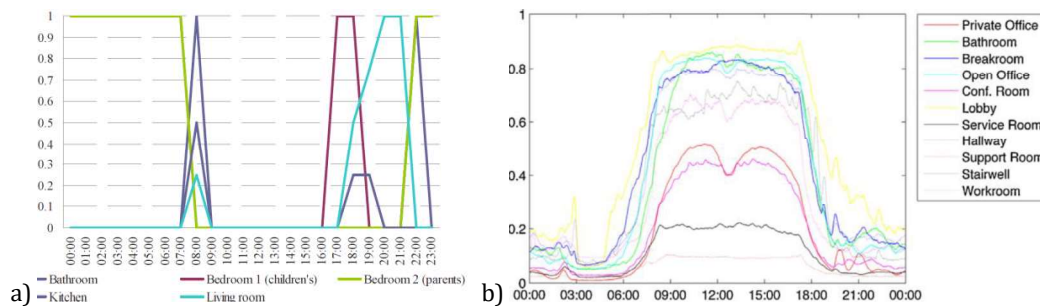 1
0.9
0.8
0.7
0.6
0.5
0.4
0.3
0.2
0.1
0
00:00
01:00
02:00
03:00
04:00
05:00
06:00
07:00
08:00
09:00
10:00
11:00
12:00
13:00
14:00
15:00
16:00
17:00
18:00
19:00
20:00
21:00
22:00
23:00
Bathroom
Bedroom 1 (children's)
Bedroom 2 (parents)
Kitchen
Living room
a)
1
0.8
0.6
0.4
0.2
0
00:00 03:00 06:00 09:00 12:00 15:00 18:00 21:00 00:00
Private Office
Bathroom
Breakroom
Open Office
Conf. Room
Lobby
Service Room
Hallway
Support Room
Stairwell
Workroom
b)